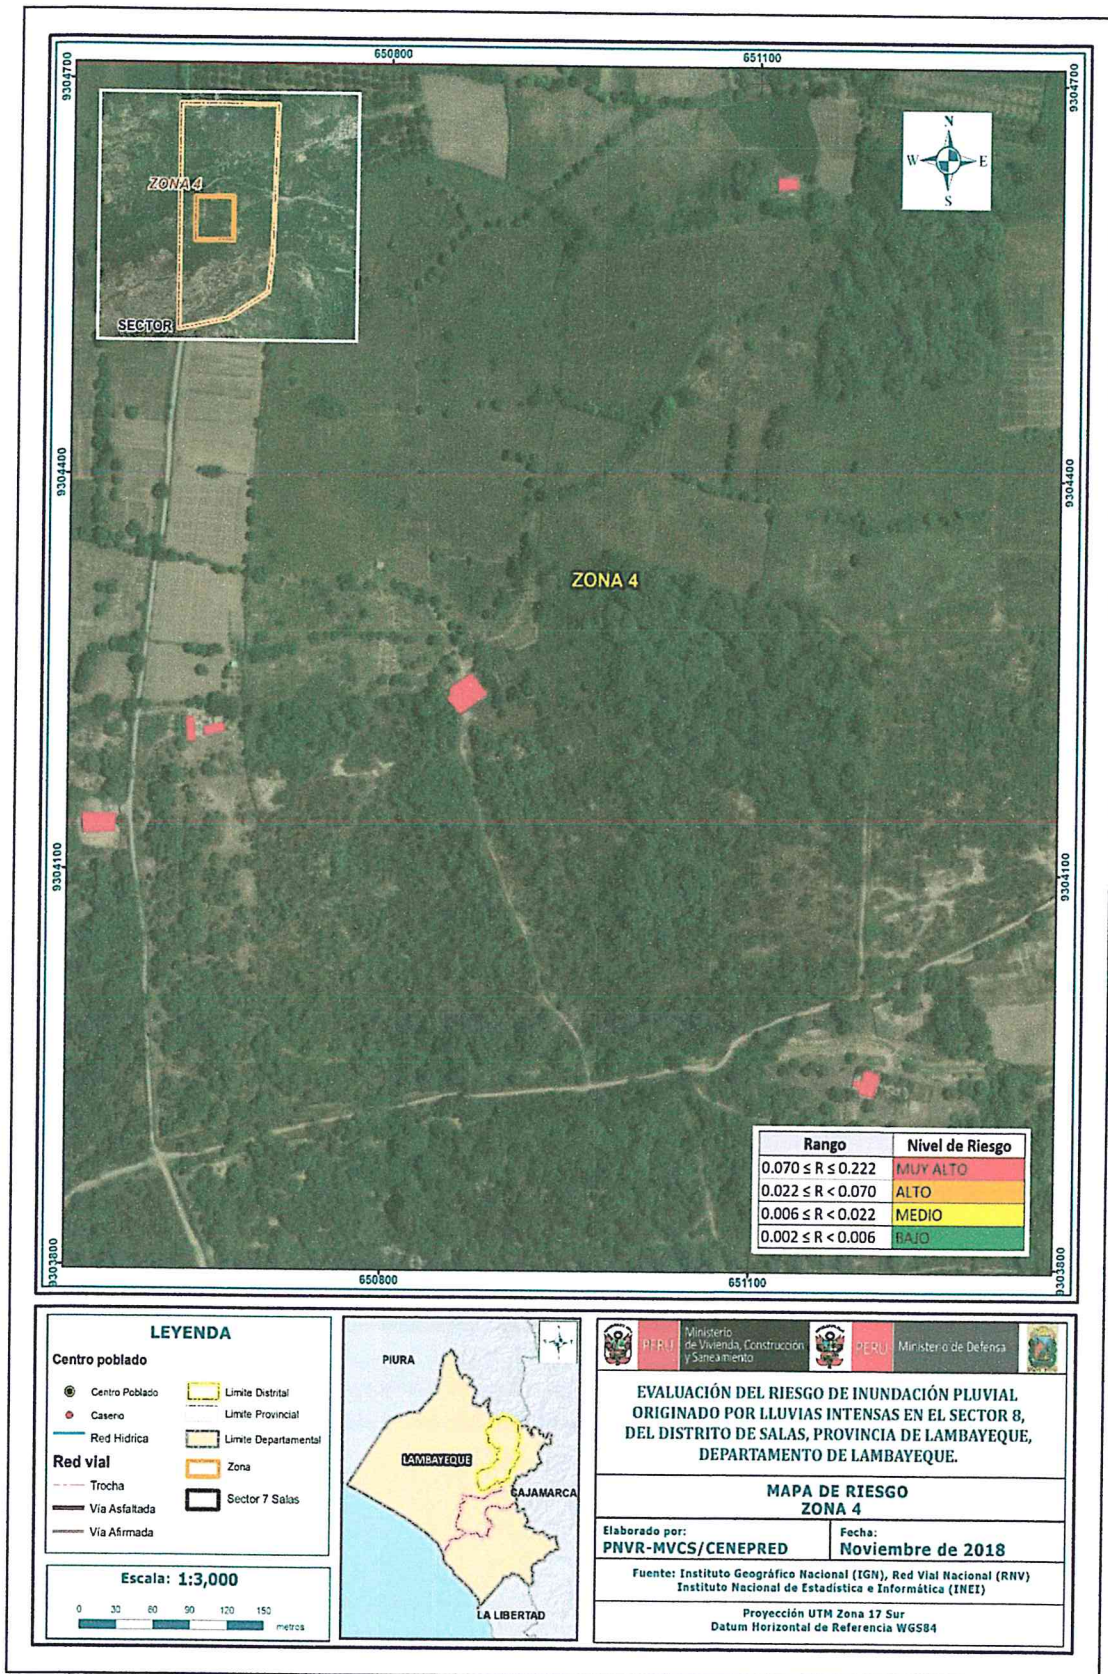 650800
651100
9304700
9304700
N
W
E
S
ZONA 4
SECTOR
9304400
9304400
ZONA 4
9304100
9304100
Rango
Nivel de Riesgo
0.070 ≤ R ≤ 0.222
MUY ALTO
0.022 ≤ R < 0.070
ALTO
0.006 ≤ R < 0.022
MEDIO
0.002 ≤ R < 0.006
BAJO
9303800
9303800
650800
651100
LEYENDA
Centro poblado
Centro Poblado
Caserio
Red Hidrica
Red vial
Trocha
Vía Asfaltada
Vía Afirmada
Limite Distrital
Limite Provincial
Limite Departamental
Zona
Sector 7 Salas
Escala: 1:3,000
0 30 60 90 120 150
metros
PIURA
LAMBAYEQUE
CAJAMARCA
LA LIBERTAD
PERÚ
Ministerio
de Vivienda, Construcción
y Saneamiento
PERÚ
Ministerio de Defensa
EVALUACIÓN DEL RIESGO DE INUNDACIÓN PLUVIAL
ORIGINADO POR LLUVIAS INTENSAS EN EL SECTOR 8,
DEL DISTRITO DE SALAS, PROVINCIA DE LAMBAYEQUE,
DEPARTAMENTO DE LAMBAYEQUE.
MAPA DE RIESGO
ZONA 4
Elaborado por:
PNVR-MVCS/CENEPRED
Fecha:
Noviembre de 2018
Fuente: Instituto Geográfico Nacional (IGN), Red Vial Nacional (RNV)
Instituto Nacional de Estadística e Informática (INEI)
Proyección UTM Zona 17 Sur
Datum Horizontal de Referencia WGS84